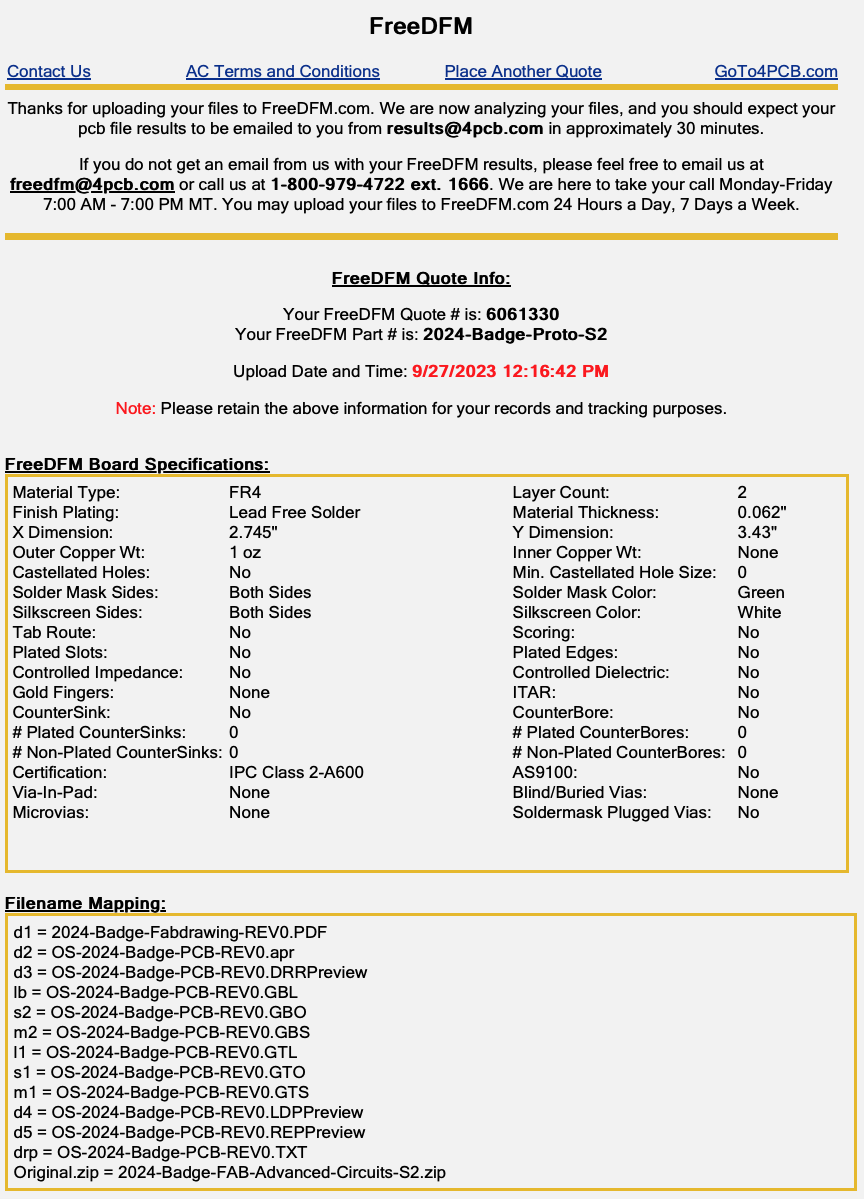 FreeDFM
Contact Us AC Terms and Conditions Place Another Quote GoTo4PCB.com
Thanks for uploading your files to FreeDFM.com. We are now analyzing your files, and you should expect your
pcb file results to be emailed to you from results@4pcb.com in approximately 30 minutes.
If you do not get an email from us with your FreeDFM results, please feel free to email us at
freedfm@4pcb.com or call us at 1-800-979-4722 ext. 1666. We are here to take your call Monday-Friday
7:00 AM - 7:00 PM MT. You may upload your files to FreeDFM.com 24 Hours a Day, 7 Days a Week.
FreeDFM Quote Info:
Your FreeDFM Quote # is: 6061330
Your FreeDFM Part # is: 2024-Badge-Proto-S2
Upload Date and Time: 9/27/2023 12:16:42 PM
Note: Please retain the above information for your records and tracking purposes.
FreeDFM Board Specifications:
Material Type: FR4 Layer Count: 2
Finish Plating: Lead Free Solder Material Thickness: 0.062"
X Dimension: 2.745" Y Dimension: 3.43"
Outer Copper Wt: 1 oz Inner Copper Wt: None
Castellated Holes: No Min. Castellated Hole Size: 0
Solder Mask Sides: Both Sides Solder Mask Color: Green
Silkscreen Sides: Both Sides Silkscreen Color: White
Tab Route: No Scoring: No
Plated Slots: No Plated Edges: No
Controlled Impedance: No Controlled Dielectric: No
Gold Fingers: None ITAR: No
CounterSink: No CounterBore: No
# Plated CounterSinks: 0 # Plated CounterBores: 0
# Non-Plated CounterSinks: 0 # Non-Plated CounterBores: 0
Certification: IPC Class 2-A600 AS9100: No
Via-In-Pad: None Blind/Buried Vias: None
Microvias: None Soldermask Plugged Vias: No
Filename Mapping:
d1 = 2024-Badge-Fabdrawing-REV0.PDF
d2 = OS-2024-Badge-PCB-REV0.apr
d3 = OS-2024-Badge-PCB-REV0.DRRPreview
lb = OS-2024-Badge-PCB-REV0.GBL
s2 = OS-2024-Badge-PCB-REV0.GBO
m2 = OS-2024-Badge-PCB-REV0.GBS
l1 = OS-2024-Badge-PCB-REV0.GTL
s1 = OS-2024-Badge-PCB-REV0.GTO
m1 = OS-2024-Badge-PCB-REV0.GTS
d4 = OS-2024-Badge-PCB-REV0.LDPPreview
d5 = OS-2024-Badge-PCB-REV0.REPPreview
drp = OS-2024-Badge-PCB-REV0.TXT
Original.zip = 2024-Badge-FAB-Advanced-Circuits-S2.zip